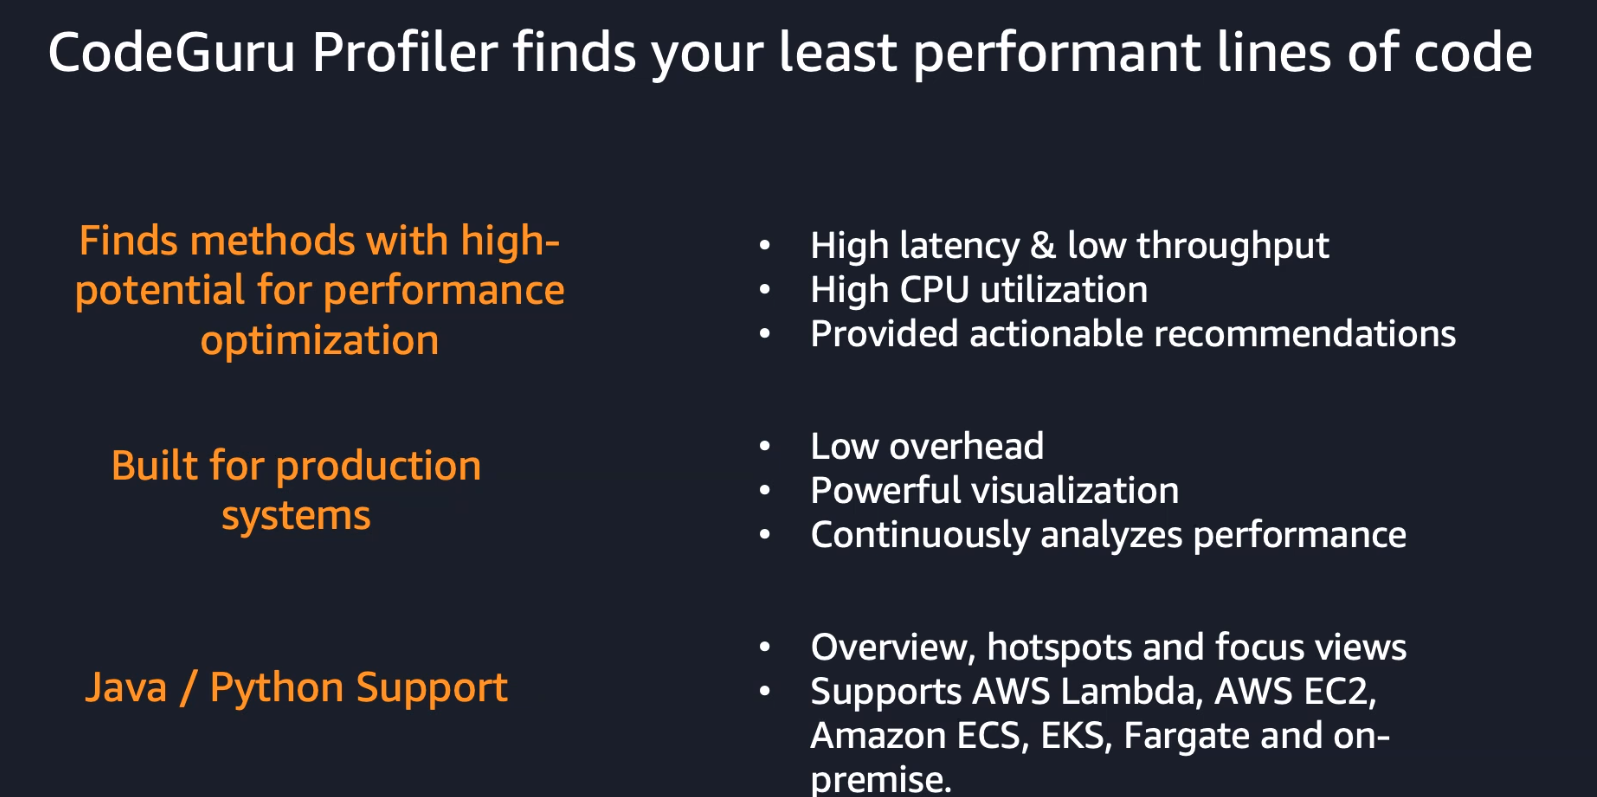 CodeGuru Profiler finds your least performant lines of code
Finds methods with high-
potential for performance
optimization
• High latency & low throughput
• High CPU utilization
• Provided actionable recommendations
Built for production
systems
• Low overhead
• Powerful visualization
• Continuously analyzes performance
Java / Python Support
• Overview, hotspots and focus views
• Supports AWS Lambda, AWS EC2,
Amazon ECS, EKS, Fargate and on-
premise.